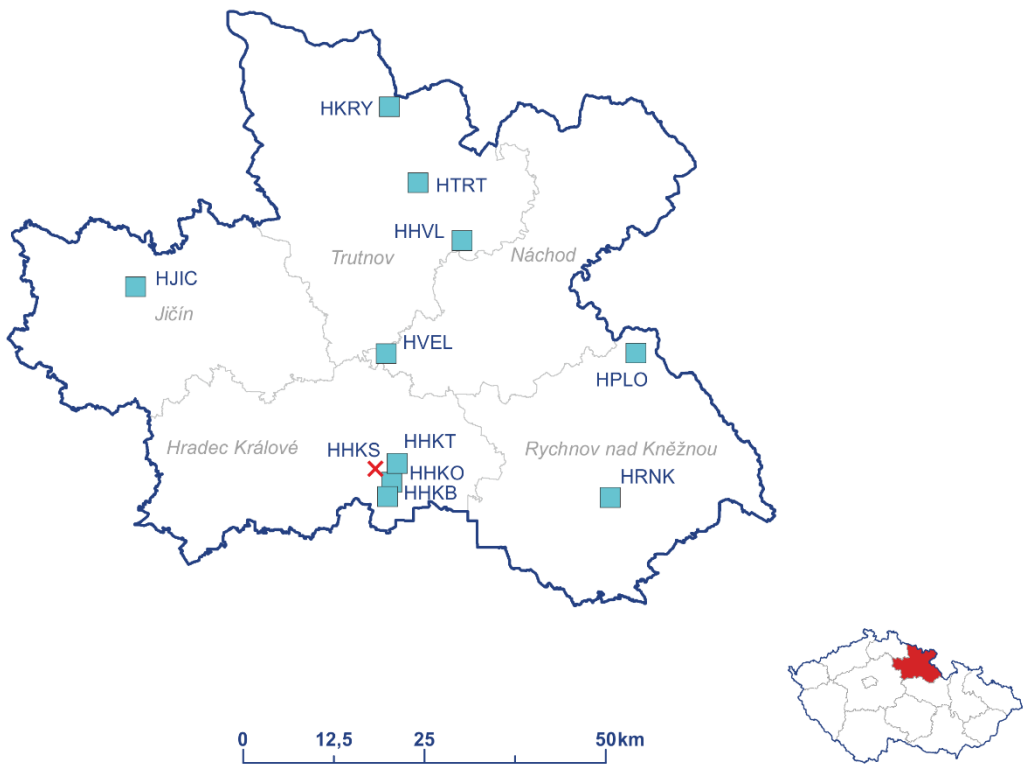 HKRY
HTRT
HHVL
Trutnov
Náchod
HJIC
Jičín
HVEL
HPLO
Hradec Králové
HHKT
HHKS
HHKO
HHKB
Rychnov nad Kněžnou
HRNK
0 12,5 25 50km